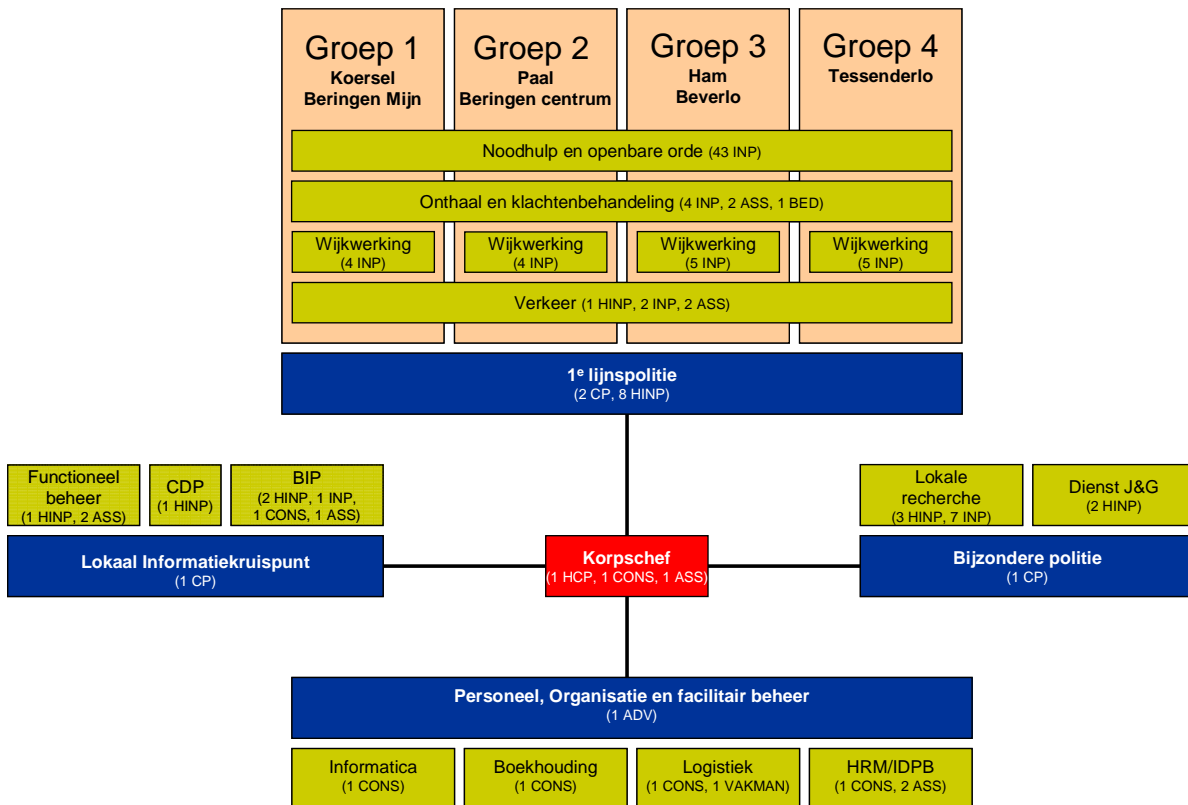 Groep 1
Koersel
Beringen Mijn
Groep 2
Paal
Beringen centrum
Groep 3
Ham
Beverlo
Groep 4
Tessenderlo
Noodhulp en openbare orde (43 INP)
Onthaal en klachtenbehandeling (4 INP, 2 ASS, 1 BED)
Wijkwerking
(4 INP)
Wijkwerking
(4 INP)
Wijkwerking
(5 INP)
Wijkwerking
(5 INP)
Verkeer (1 HINP, 2 INP, 2 ASS)
1e lijnspolitie
(2 CP, 8 HINP)
Functioneel
beheer
(1 HINP, 2 ASS)
CDP
(1 HINP)
BIP
(2 HINP, 1 INP,
1 CONS, 1 ASS)
Lokale
recherche
(3 HINP, 7 INP)
Dienst J&G
(2 HINP)
Lokaal Informatiekruispunt
(1 CP)
Korpschef
(1 HCP, 1 CONS, 1 ASS)
Bijzondere politie
(1 CP)
Personeel, Organisatie en facilitair beheer
(1 ADV)
Informatica
(1 CONS)
Boekhouding
(1 CONS)
Logistiek
(1 CONS, 1 VAKMAN)
HRM/IDPB
(1 CONS, 2 ASS)